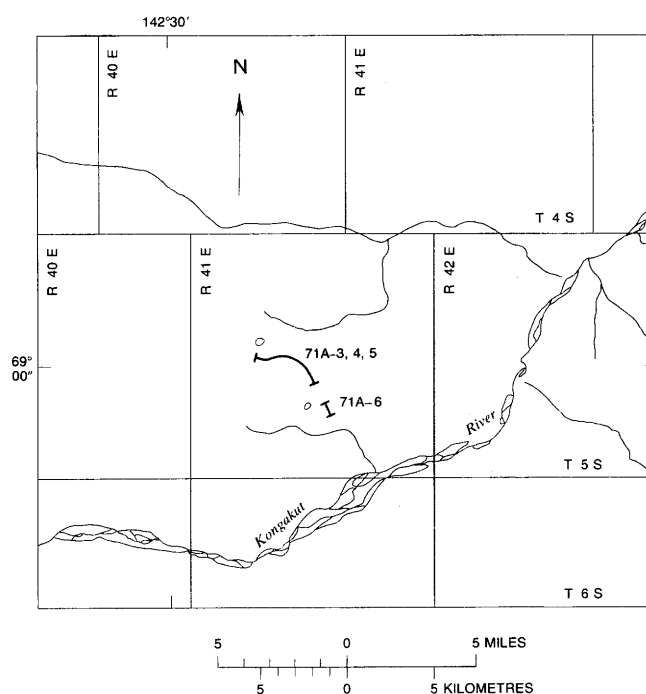 142°30′
R 40 E
R 41 E
N
T 4 S
R 40 E
R 41 E
R 42 E
69°
00″
71A-3, 4, 5
71A-6
River
T 5 S
Kongakut
T 6 S
5 0 5 MILES
5 0 5 KILOMETRES